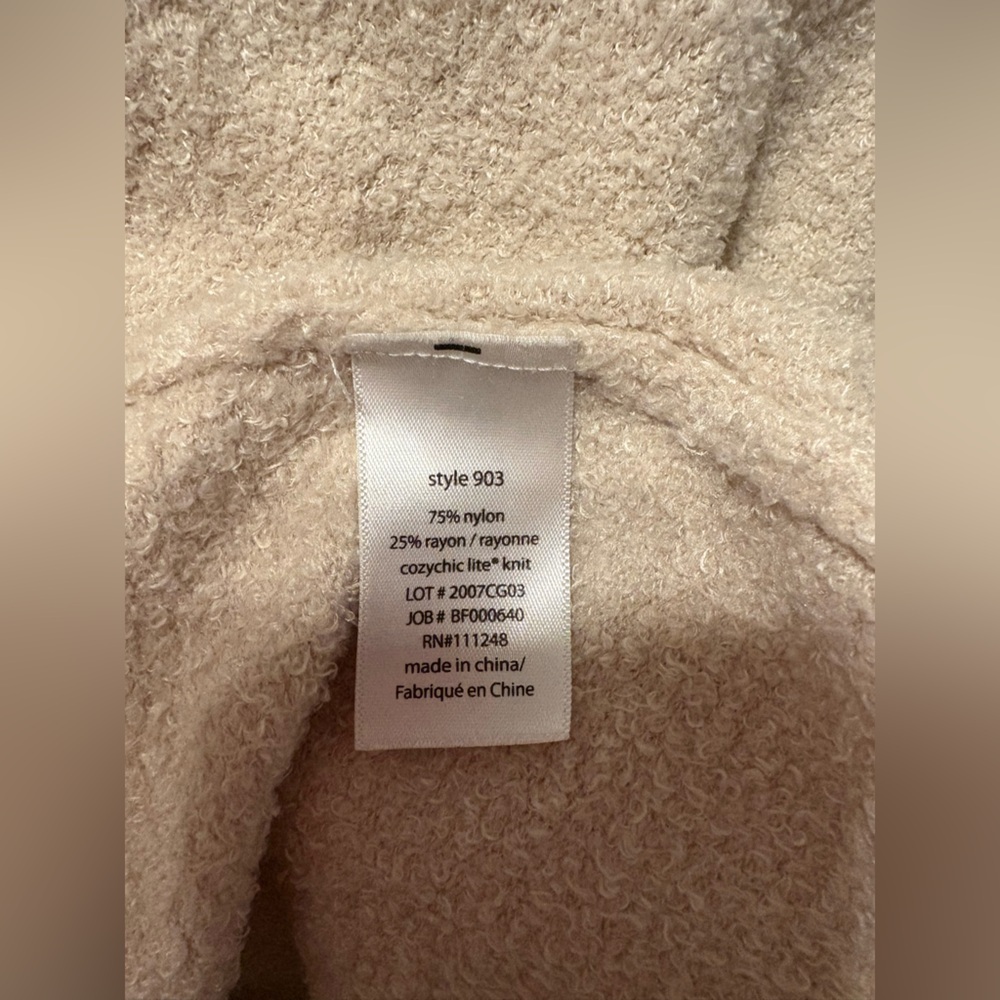 style 903
75% nylon
25% rayon / rayonne
cozychic lite® knit
LOT # 2007CG03
JOB # BF000640
RN#111248
made in china/
Fabriqué en Chine